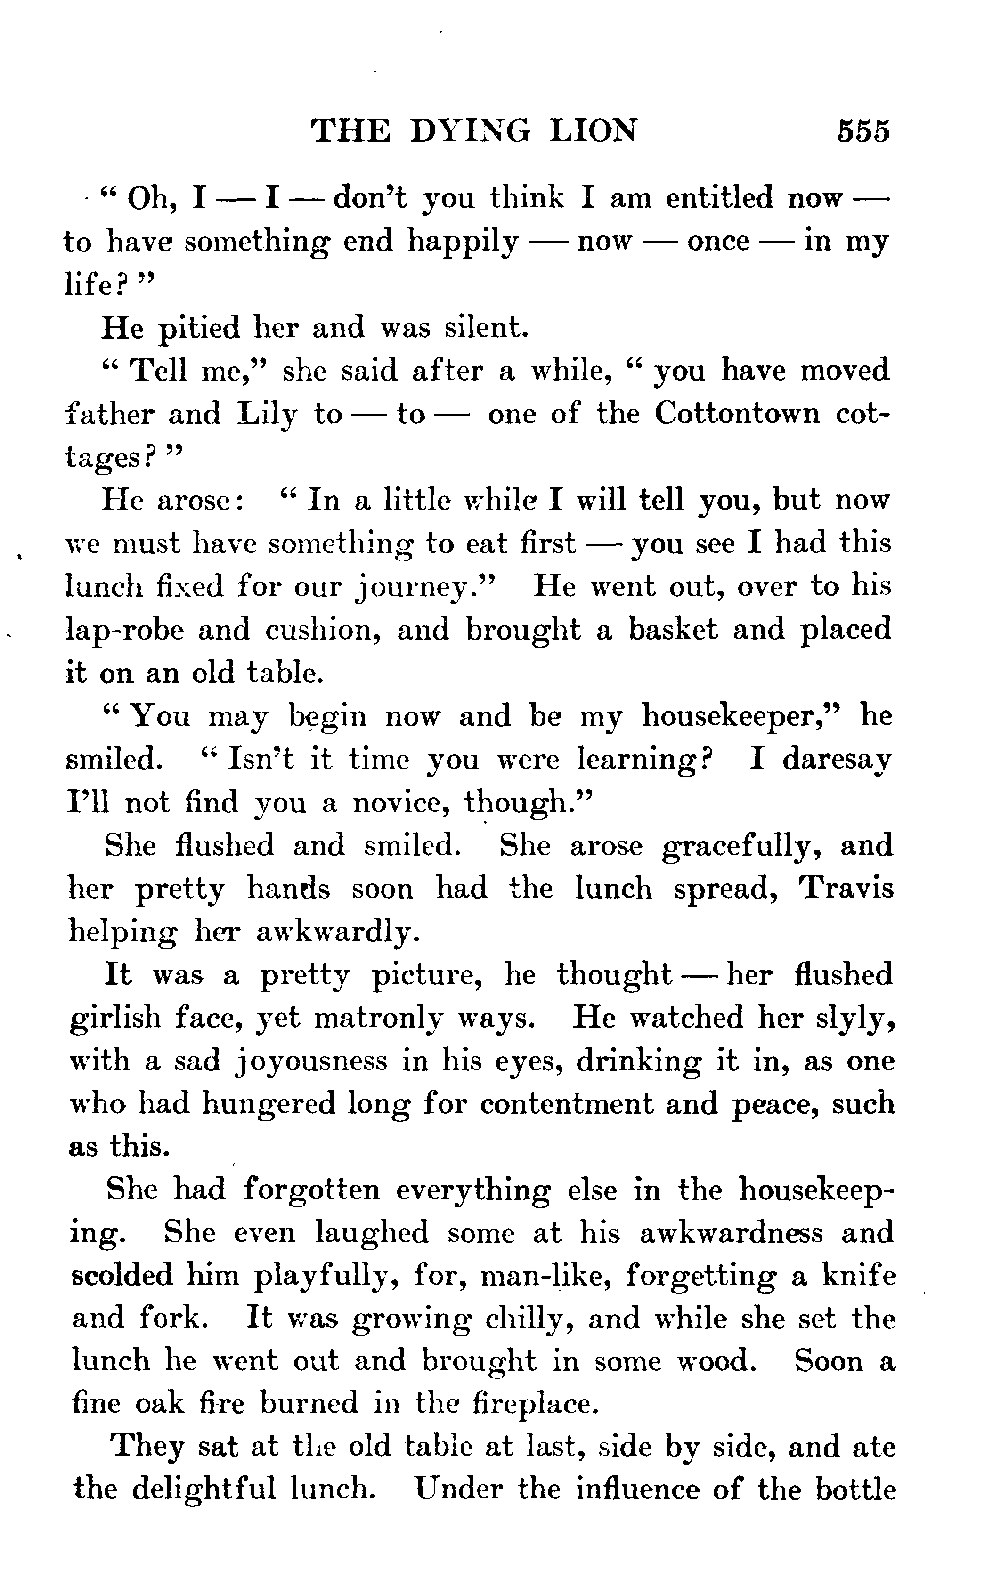 THE DYING LION 555
“ Oh, I — I — don’t you think I am entitled now —
to have something end happily — now — once — in my
life? ”
He pitied her and was silent.
“ Tell me,” she said after a while, “ you have moved
father and Lily to — to — one of the Cottontown cot-
tages? ”
He arose: “ In a little while I will tell you, but now
we must have something to eat first — you see I had this
lunch fixed for our journey.” He went out, over to his
lap-robe and cushion, and brought a basket and placed
it on an old table.
“ You may begin now and be my housekeeper,” he
smiled. “ Isn’t it time you were learning? I daresay
I’ll not find you a novice, though.”
She flushed and smiled. She arose gracefully, and
her pretty hands soon had the lunch spread, Travis
helping her awkwardly.
It was a pretty picture, he thought — her flushed
girlish face, yet matronly ways. He watched her slyly,
with a sad joyousness in his eyes, drinking it in, as one
who had hungered long for contentment and peace, such
as this.
She had forgotten everything else in the housekeep-
ing. She even laughed some at his awkwardness and
scolded him playfully, for, man-like, forgetting a knife
and fork. It was growing chilly, and while she set the
lunch he went out and brought in some wood. Soon a
fine oak fire burned in the fireplace.
They sat at the old table at last, side by side, and ate
the delightful lunch. Under the influence of the bottle